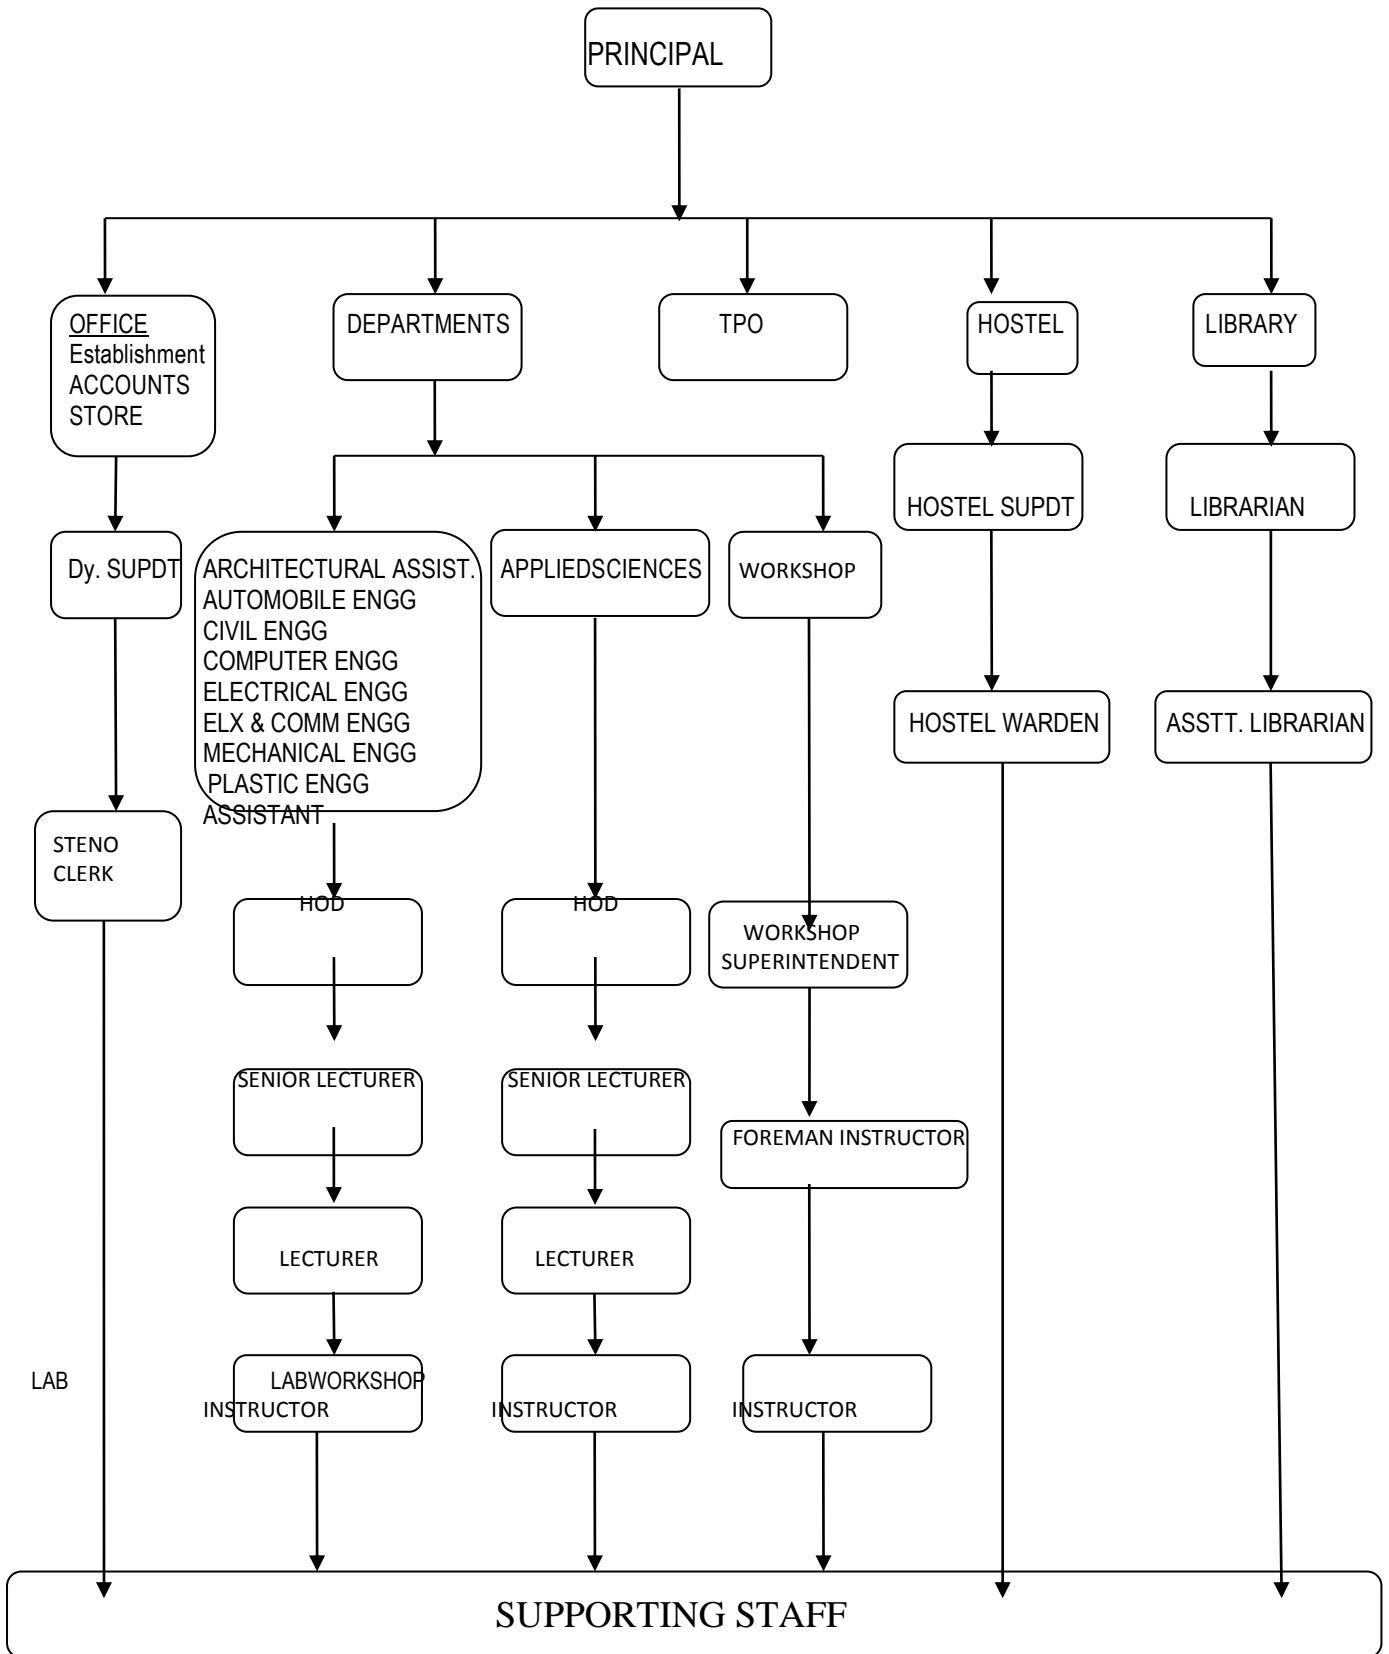 PRINCIPAL
OFFICE
Establishment
ACCOUNTS
STORE
DEPARTMENTS
TPO
HOSTEL
LIBRARY
HOSTEL SUPDT
LIBRARIAN
Dy. SUPDT
ARCHITECTURAL ASSIST.
AUTOMOBILE ENGG
CIVIL ENGG
COMPUTER ENGG
ELECTRICAL ENGG
ELX & COMM ENGG
MECHANICAL ENGG
PLASTIC ENGG
ASSISTANT
APPLIEDSCIENCES
WORKSHOP
HOSTEL WARDEN
ASSTT. LIBRARIAN
STENO
CLERK
HOD
HOD
WORKSHOP
SUPERINTENDENT
SENIOR LECTURER
SENIOR LECTURER
FOREMAN INSTRUCTOR
LECTURER
LECTURER
LAB
LABWORKSHOP
INSTRUCTOR
INSTRUCTOR
INSTRUCTOR
SUPPORTING STAFF